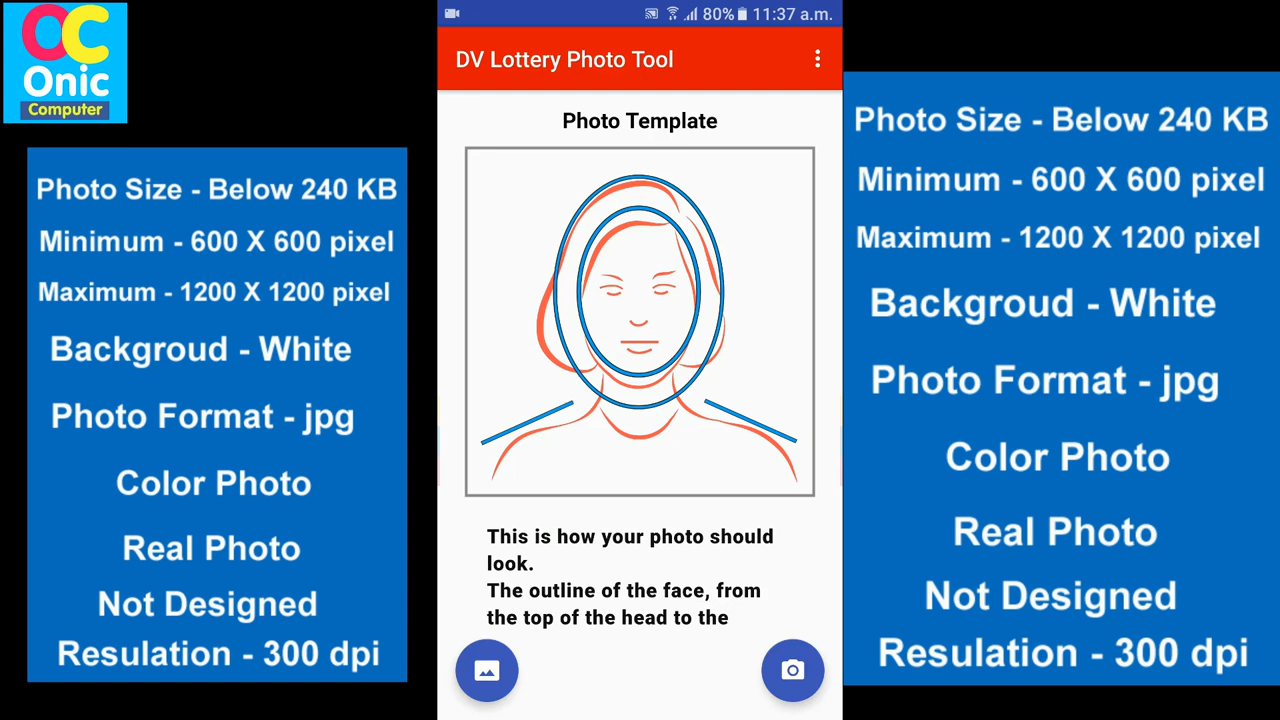 OC
Onic
Computer
Photo Size - Below 240 KB
Minimum - 600 X 600 pixel
Maximum - 1200 X 1200 pixel
Backgroud - White
Photo Format - jpg
Color Photo
Real Photo
Not Designed
Resulation - 300 dpi
80% 11:37 a.m.
DV Lottery Photo Tool
Photo Template
This is how your photo should
look.
The outline of the face, from
the top of the head to the
Photo Size - Below 240 KB
Minimum - 600 X 600 pixel
Maximum - 1200 X 1200 pixel
Backgroud - White
Photo Format - jpg
Color Photo
Real Photo
Not Designed
Resulation - 300 dpi